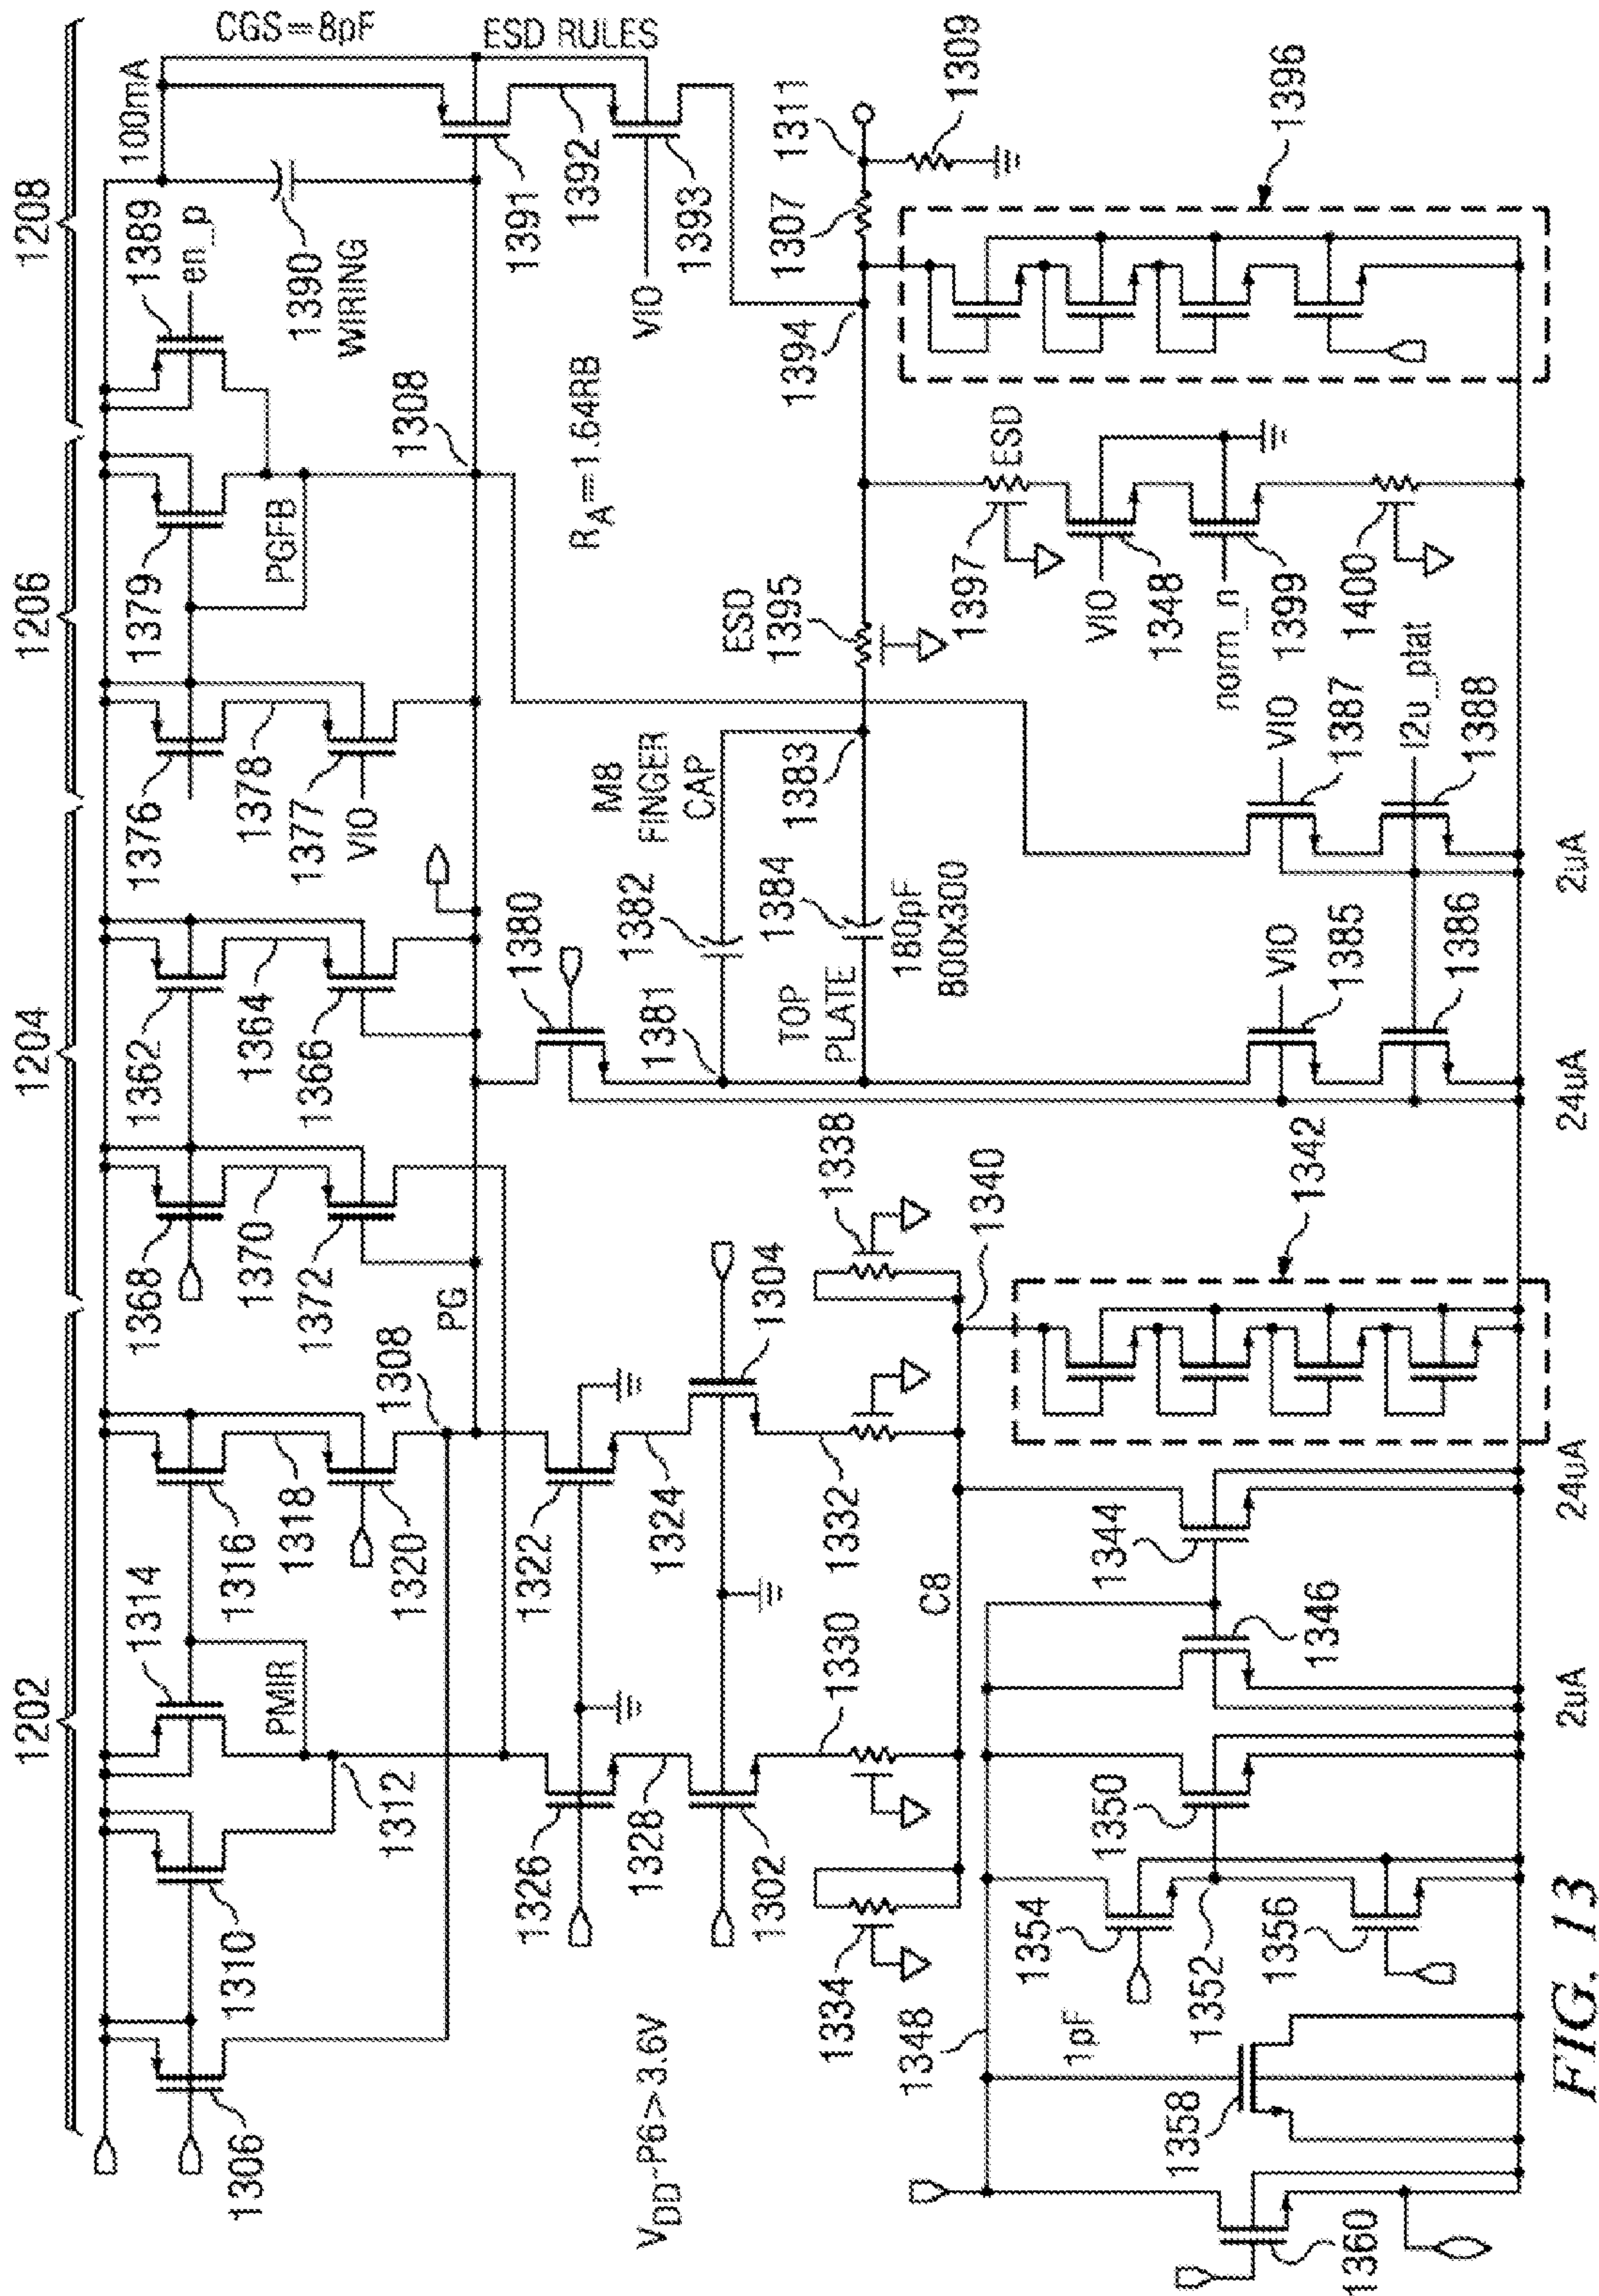 1202
1204
1206
1208
1306
1310
1314
PMIR
1312
1316
1318
1320
1308
PG
1368
1370
1372
1362
1364
1366
1376
1378
1377
VIO
1379
PGFB
1308
1389
en_p
1390
WIRING
100mA
CGS=8pF
ESD RULES
1391
1392
1393
VIO
RA=1.64RB
VDD-P6>3.6V
1326
1328
1302
1330
1322
1324
1304
1332
1334
1338
1340
C8
1380
1381
1382
M8
FINGER
CAP
1383
1384
TOP
PLATE
180pF
800x300
ESD
1395
1394
1307
1311
1309
1396
1397
ESD
VIO
1348
norm_n
1399
1400
1348
1pF
1360
1358
1354
1352
1356
1350
1346
1344
1342
VIO
1385
1386
VIO
1387
I2u_ptat
1388
2uA
24uA
24uA
2uA
FIG. 13